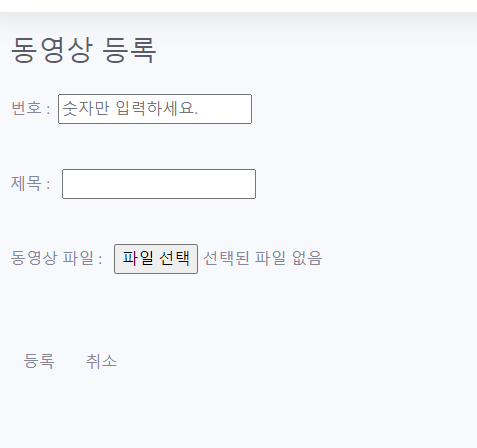 동영상 등록
번호 : 숫자만 입력하세요.
제목 :
동영상 파일 : 파일 선택 선택된 파일 없음
등록 취소